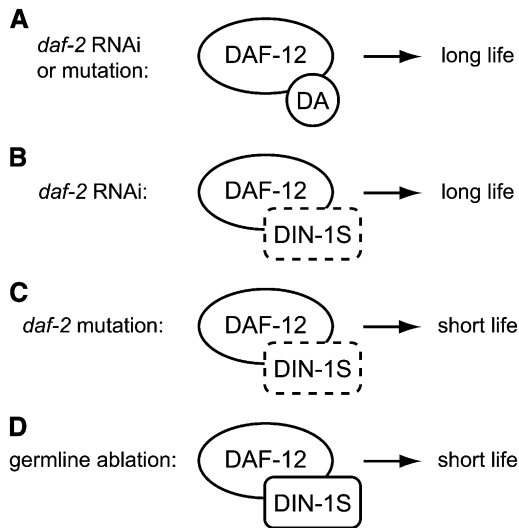 A
daf-2 RNAi
or mutation:
DAF-12
DA
long life
B
daf-2 RNAi:
DAF-12
DIN-1S
long life
C
daf-2 mutation:
DAF-12
DIN-1S
short life
D
germline ablation:
DAF-12
DIN-1S
short life